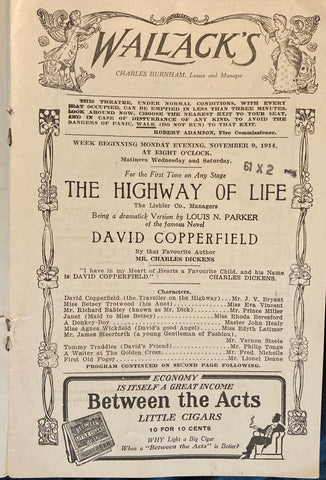 WALLACK'S
CHARLES BURNHAM, Lessee and Manager
THIS THEATRE, UNDER NORMAL CONDITIONS, WITH EVERY
SEAT OCCUPIED, CAN BE EMPTIED IN LESS THAN THREE MINUTES.
LOOK AROUND NOW, CHOOSE THE NEAREST EXIT TO YOUR SEAT,
AND IN CASE OF DISTURBANCE OF ANY KIND, TO AVOID THE
DANGERS OF PANIC, WALK (DO NOT RUN) TO THAT EXIT.
ROBERT ADAMSON, Fire Commissioner.
WEEK BEGINNING MONDAY EVENING, NOVEMBER 9, 1914,
AT EIGHT O'CLOCK.
Matinees Wednesday and Saturday.
61 X 2
For the First Time on Any Stage
THE HIGHWAY OF LIFE
The Liebler Co., Managers
Being a dramatick Version by LOUIS N. PARKER
of the famous Novel
DAVID COPPERFIELD
By that Favourite Author
MR. CHARLES DICKENS
"I have in my Heart of Hearts a Favourite Child, and his Name
is DAVID COPPERFIELD." CHARLES DICKENS.
Characters.
David Copperfield (the Traveller on the Highway)...Mr. J. V. Bryant
Miss Betsey Trotwood (his Aunt)...Miss Eva Vincent
Mr. Richard Babley (known as Mr. Dick)...Mr. Prince Miller
Janet (Maid to Miss Betsey)...Miss Rhoda Beresford
A Donkey-Boy...Master John Healy
Miss Agnes Wickfield (David's Good Angel)...Miss Edyth Latimer
Mr. James Steerforth (a young Gentleman of Fashion),
Mr. Vernon Steele
Tommy Traddles (David's Friend)...Mr. Philip Tonge
A Waiter at the Golden Cross...Mr. Fred. Nicholls
First Old Fogey...Mr. Lionel Deane
PROGRAM CONTINUED ON SECOND PAGE FOLLOWING.
ECONOMY
IS ITSELF A GREAT INCOME
Between the Acts
LITTLE CIGARS
10 FOR 10 CENTS
WHY Light a Big Cigar
When a "Between the Acts" is Better?